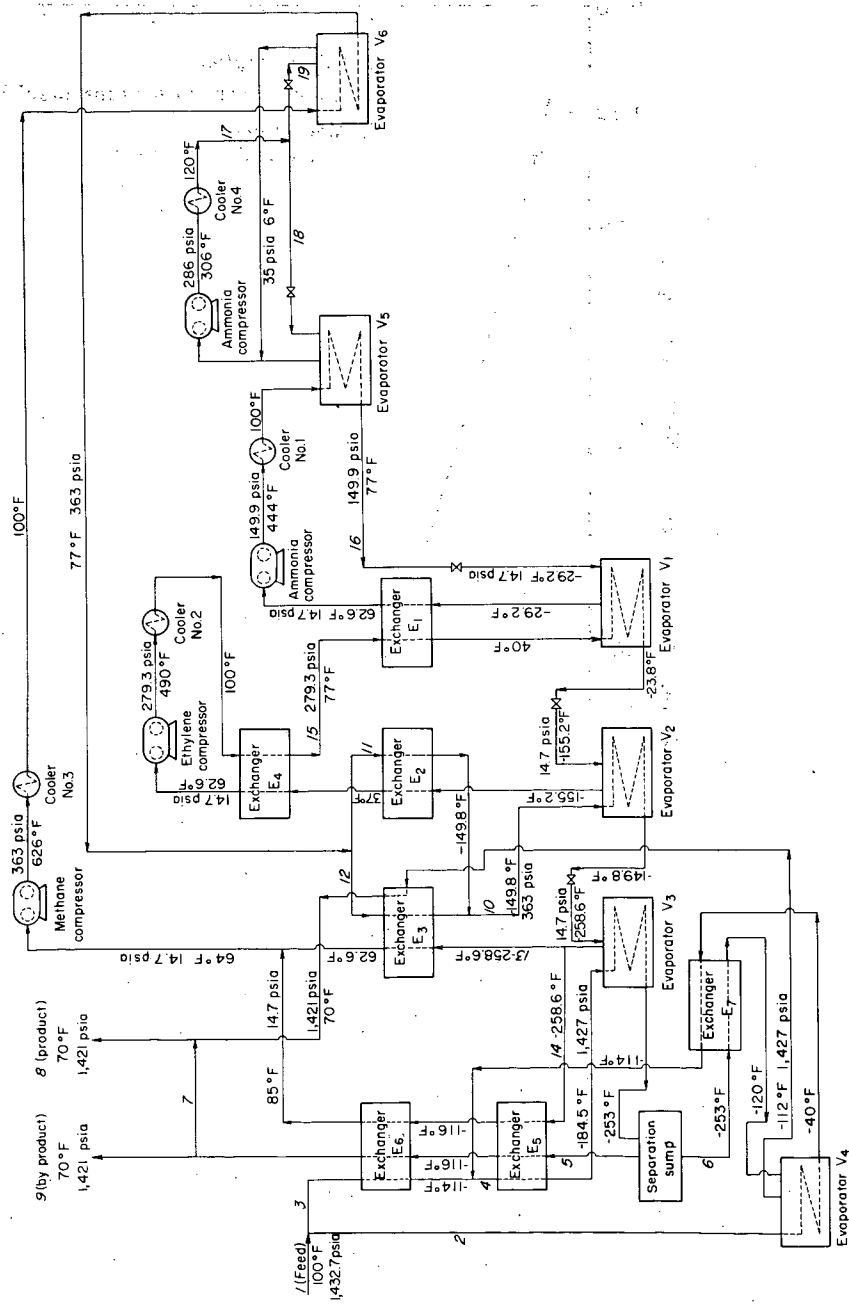 100°F
77°F 363 psia
363 psia
626°F
Methane
compressor
Cooler
No.3
286 psia
306°F
120°F
17
Cooler
No.4
Ammonia
compressor
35 psia 6°F
18
19
Evaporator V6
Evaporator V5
149.9 psia
444°F
100°F
Cooler
No.1
Ammonia
compressor
149.9 psia
77°F
16
279.3 psia
490°F
Cooler
No.2
Ethylene
compressor
100°F
62.6°F
14.7 psia
Exchanger
E4
15
279.3 psia
77°F
62.6°F 14.7 psia
Exchanger
E1
-29.2°F 14.7 psia
-29.2°F
40°F
Evaporator V1
-23.8°F
11
Exchanger
E2
37°F
-149.8°F
14.7 psia
-155.2°F
-155.2°F
Evaporator V2
12
64°F 14.7 psia
Exchanger
E3
62.6°F
10
-149.8°F
363 psia
-149.8°F
13 -258.6°F
14.7 psia
-258.6°F
Evaporator V3
8 (product)
70°F
1,421 psia
9 (by product)
70°F
1,421 psia
7
14.7 psia
85°F
1,421 psia
70°F
14 -258.6°F
1,427 psia
-114°F
Exchanger
E7
Exchanger
E6
-116°F
-116°F
-114°F
4
Exchanger
E5
5
-184.5°F
-253°F
Separation
sump
6
-253°F
-120°F
-112°F 1,427 psia
-40°F
3
1 (Feed)
100°F
1,432.7psia
2
Evaporator V4